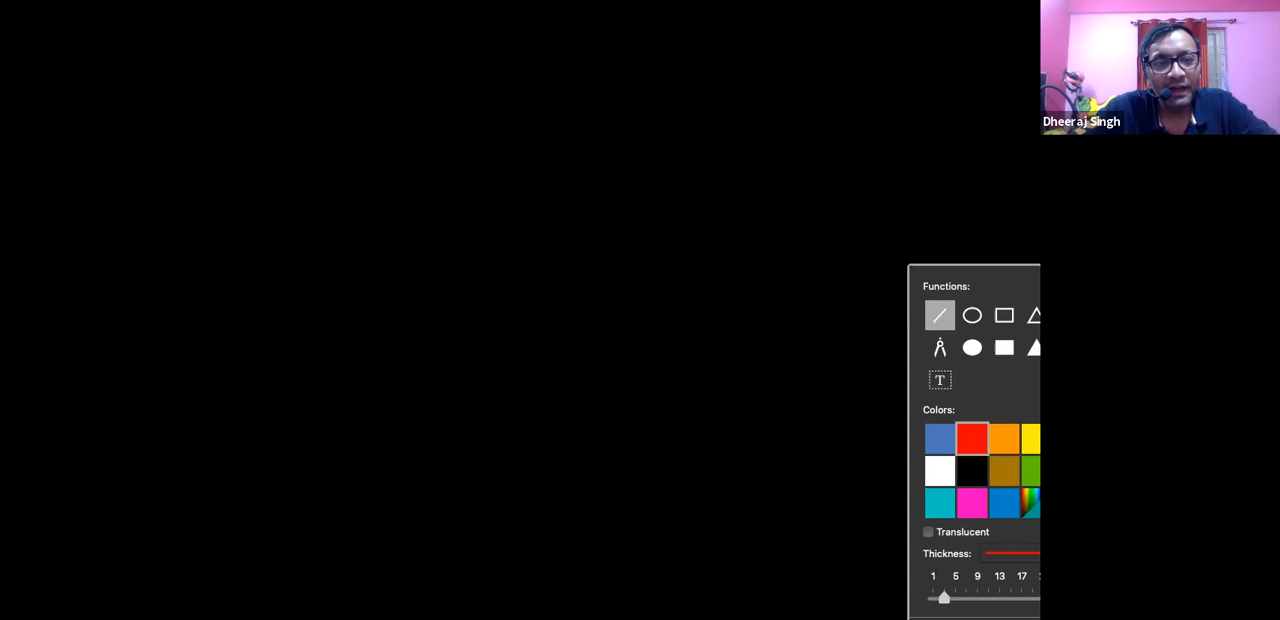 Dheeraj Singh
Functions:
T
Colors:
Translucent
Thickness:
1 5 9 13 17